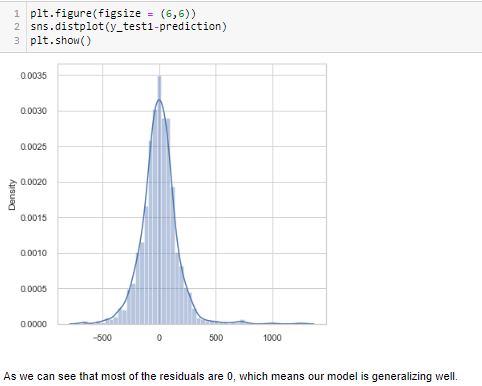 1 plt.figure(figsize = (6,6))
2 sns.distplot(y_test1-prediction)
3 plt.show()
0.0035
0.0030
0.0025
0.0020
0.0015
0.0010
0.0005
0.0000
Density
-500 0 500 1000
As we can see that most of the residuals are 0, which means our model is generalizing well.